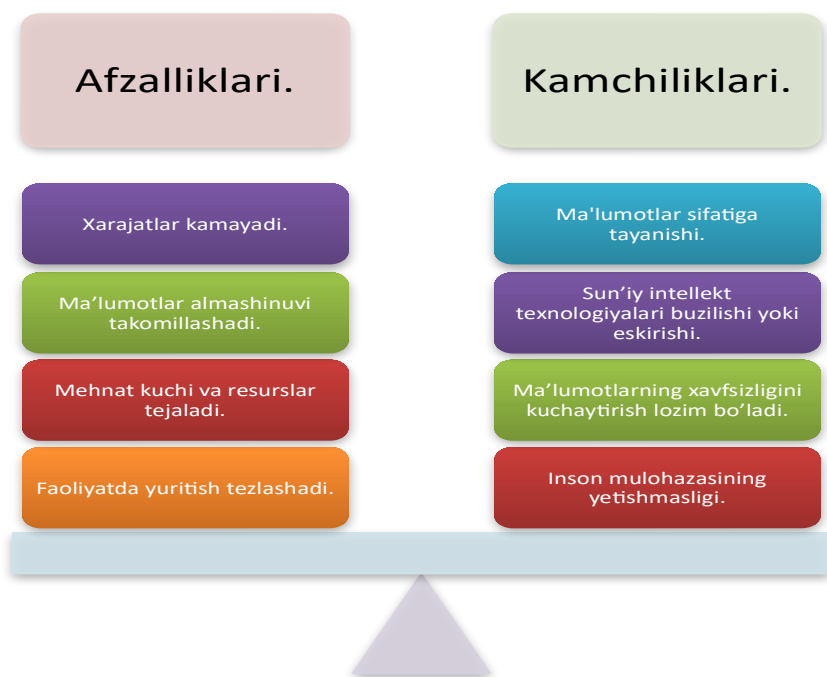 Afzalliklari.
Xarajatlar kamayadi.
Ma’lumotlar almashinuvi
takomillashadi.
Mehnat kuchi va resurslar
tejaladi.
Faoliyatda yuritish tezlashadi.
Kamchiliklari.
Ma'lumotlar sifatiga
tayanishi.
Sun’iy intellekt
texnologiyalari buzilishi yoki
eskirishi.
Ma’lumotlarning xavfsizligini
kuchaytirish lozim bo’ladi.
Inson mulohazasining
yetishmasligi.